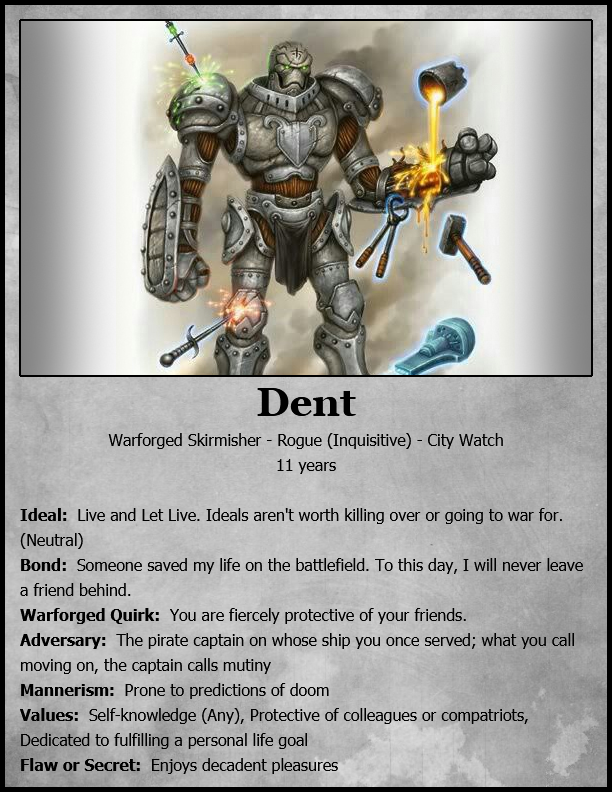 Dent
Warforged Skirmisher - Rogue (Inquisitive) - City Watch
11 years
Ideal: Live and Let Live. Ideals aren't worth killing over or going to war for.
(Neutral)
Bond: Someone saved my life on the battlefield. To this day, I will never leave
a friend behind.
Warforged Quirk: You are fiercely protective of your friends.
Adversary: The pirate captain on whose ship you once served; what you call
moving on, the captain calls mutiny
Mannerism: Prone to predictions of doom
Values: Self-knowledge (Any), Protective of colleagues or compatriots,
Dedicated to fulfilling a personal life goal
Flaw or Secret: Enjoys decadent pleasures